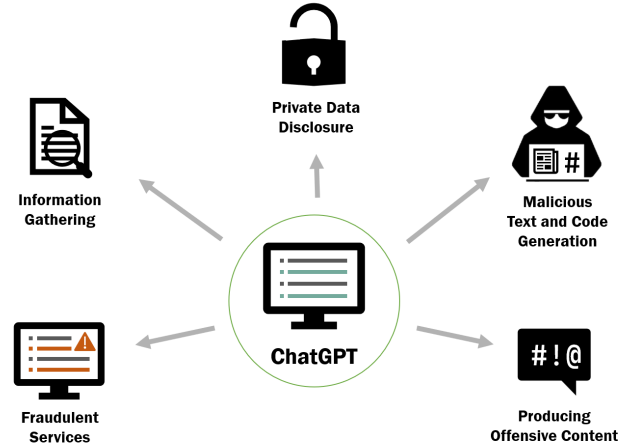 Private Data
Disclosure
Information
Gathering
#
Malicious
Text and Code
Generation
ChatGPT
Fraudulent
Services
#!@
Producing
Offensive Content